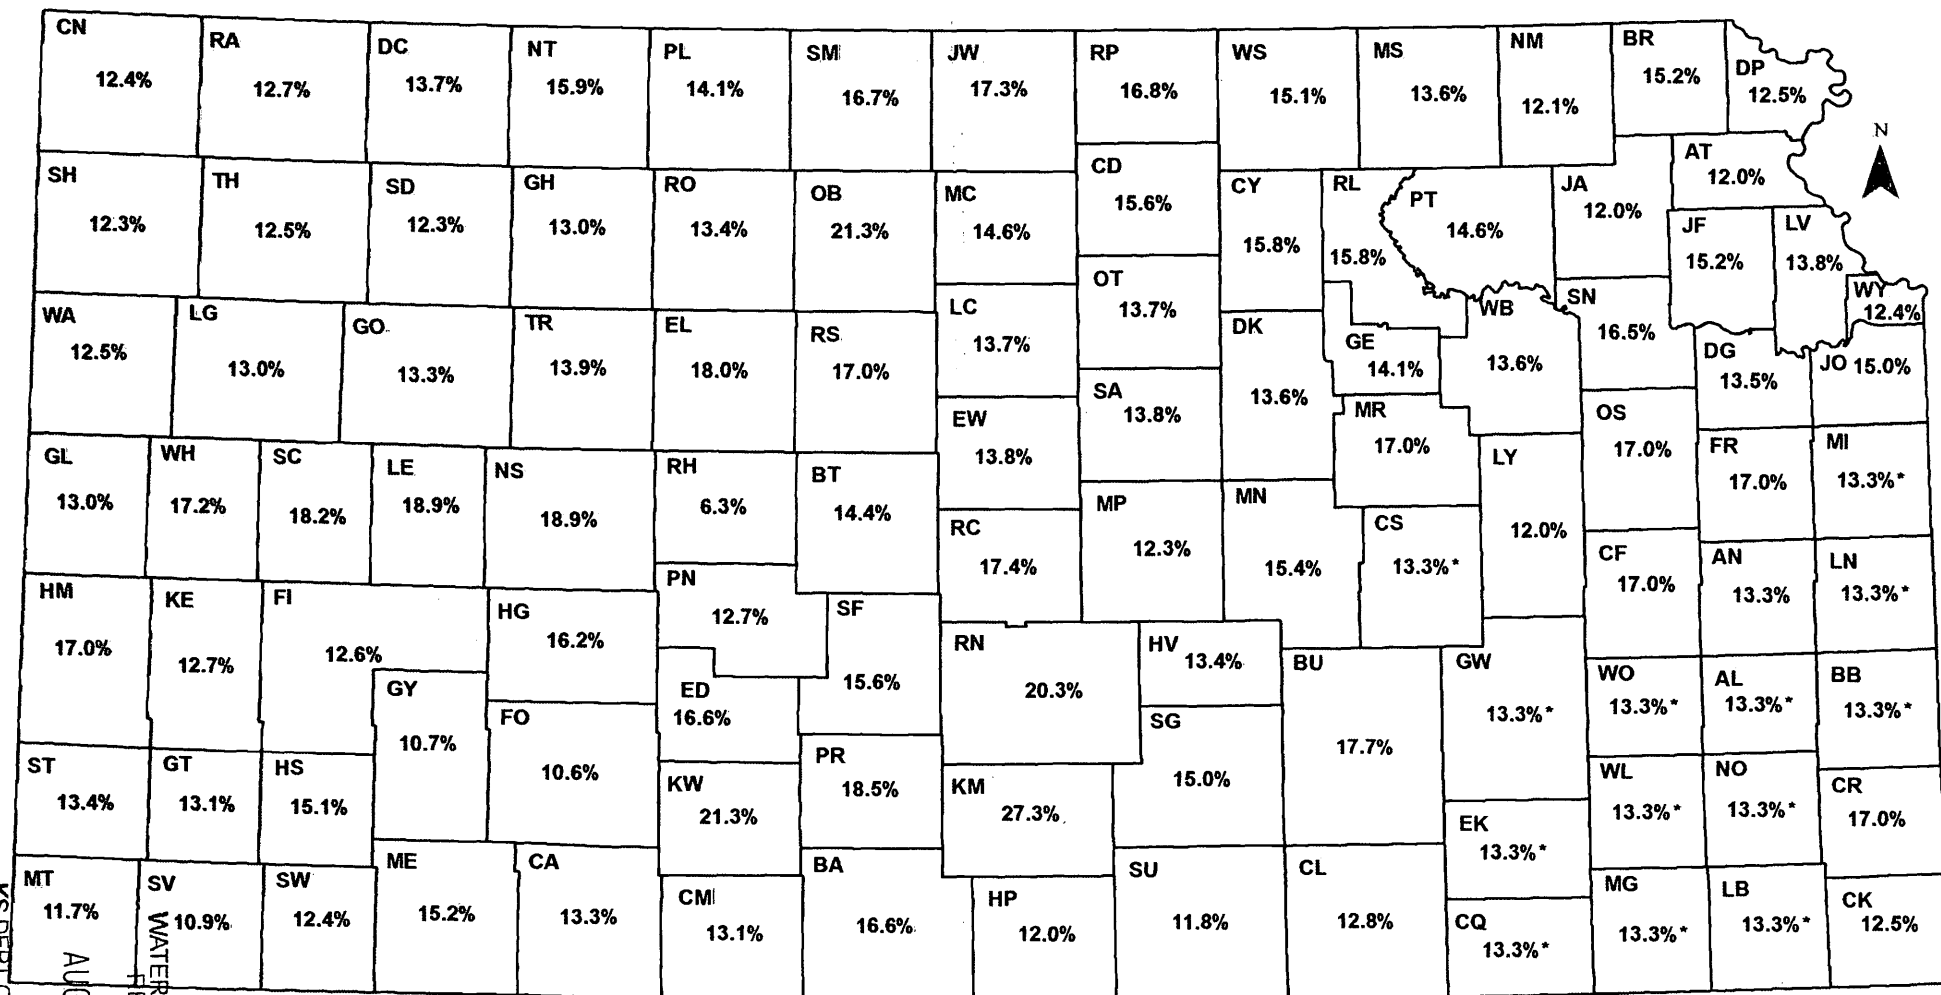 CN
12.4%
RA
12.7%
DC
13.7%
NT
15.9%
PL
14.1%
SM
16.7%
JW
17.3%
RP
16.8%
WS
15.1%
MS
13.6%
NM
12.1%
BR
15.2%
DP
12.5%
N
SH
12.3%
TH
12.5%
SD
12.3%
GH
13.0%
RO
13.4%
OB
21.3%
MC
14.6%
CD
15.6%
CY
15.8%
RL
15.8%
PT
14.6%
JA
12.0%
AT
12.0%
JF
15.2%
LV
13.8%
WY
12.4%
WA
12.5%
LG
13.0%
GO
13.3%
TR
13.9%
EL
18.0%
RS
17.0%
LC
13.7%
OT
13.7%
DK
13.6%
GE
14.1%
WB
13.6%
SN
16.5%
DG
13.5%
JO 15.0%
EW
13.8%
SA
13.8%
MR
17.0%
LY
12.0%
OS
17.0%
FR
17.0%
MI
13.3%*
GL
13.0%
WH
17.2%
SC
18.2%
LE
18.9%
NS
18.9%
RH
6.3%
BT
14.4%
RC
17.4%
MP
12.3%
MN
15.4%
CS
13.3%*
CF
17.0%
AN
13.3%
LN
13.3%*
HM
17.0%
KE
12.7%
FI
12.6%
HG
16.2%
PN
12.7%
SF
15.6%
RN
20.3%
HV
13.4%
BU
17.7%
GW
13.3%*
WO
13.3%*
AL
13.3%*
BB
13.3%*
GY
10.7%
FO
10.6%
ED
16.6%
SG
15.0%
ST
13.4%
GT
13.1%
HS
15.1%
KW
21.3%
PR
18.5%
KM
27.3%
EK
13.3%*
WL
13.3%*
NO
13.3%*
CR
17.0%
MT
11.7%
SV
10.9%
SW
12.4%
ME
15.2%
CA
13.3%
CM
13.1%
BA
16.6%
HP
12.0%
SU
11.8%
CL
12.8%
CQ
13.3%*
MG
13.3%*
LB
13.3%*
CK
12.5%
WATER